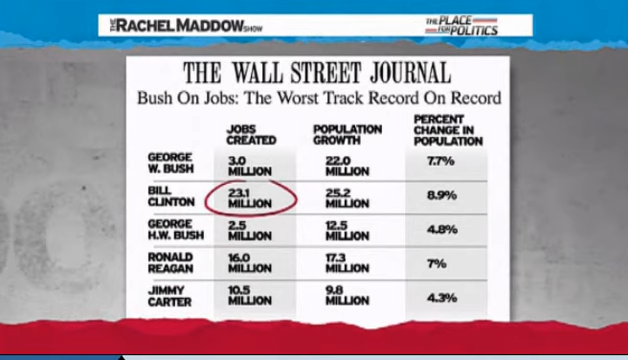 THE RACHEL MADDOW SHOW
THE PLACE
FOR POLITICS
THE WALL STREET JOURNAL
Bush On Jobs: The Worst Track Record On Record
JOBS CREATED
POPULATION GROWTH
PERCENT CHANGE IN POPULATION
GEORGE W. BUSH 3.0 MILLION 22.0 MILLION 7.7%
BILL CLINTON 23.1 MILLION 25.2 MILLION 8.9%
GEORGE H.W. BUSH 2.5 MILLION 12.5 MILLION 4.8%
RONALD REAGAN 16.0 MILLION 17.3 MILLION 7%
JIMMY CARTER 10.5 MILLION 9.8 MILLION 4.3%